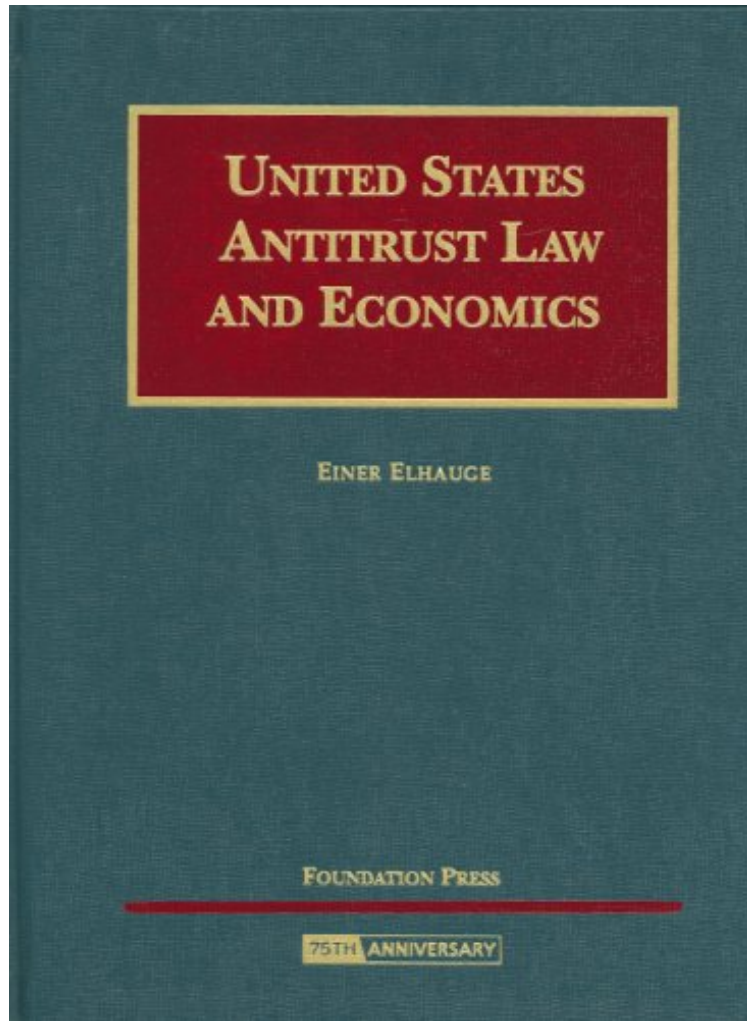 UNITED STATES
ANTITRUST LAW
AND ECONOMICS
EINER ELHAUGE
FOUNDATION PRESS
75TH ANNIVERSARY